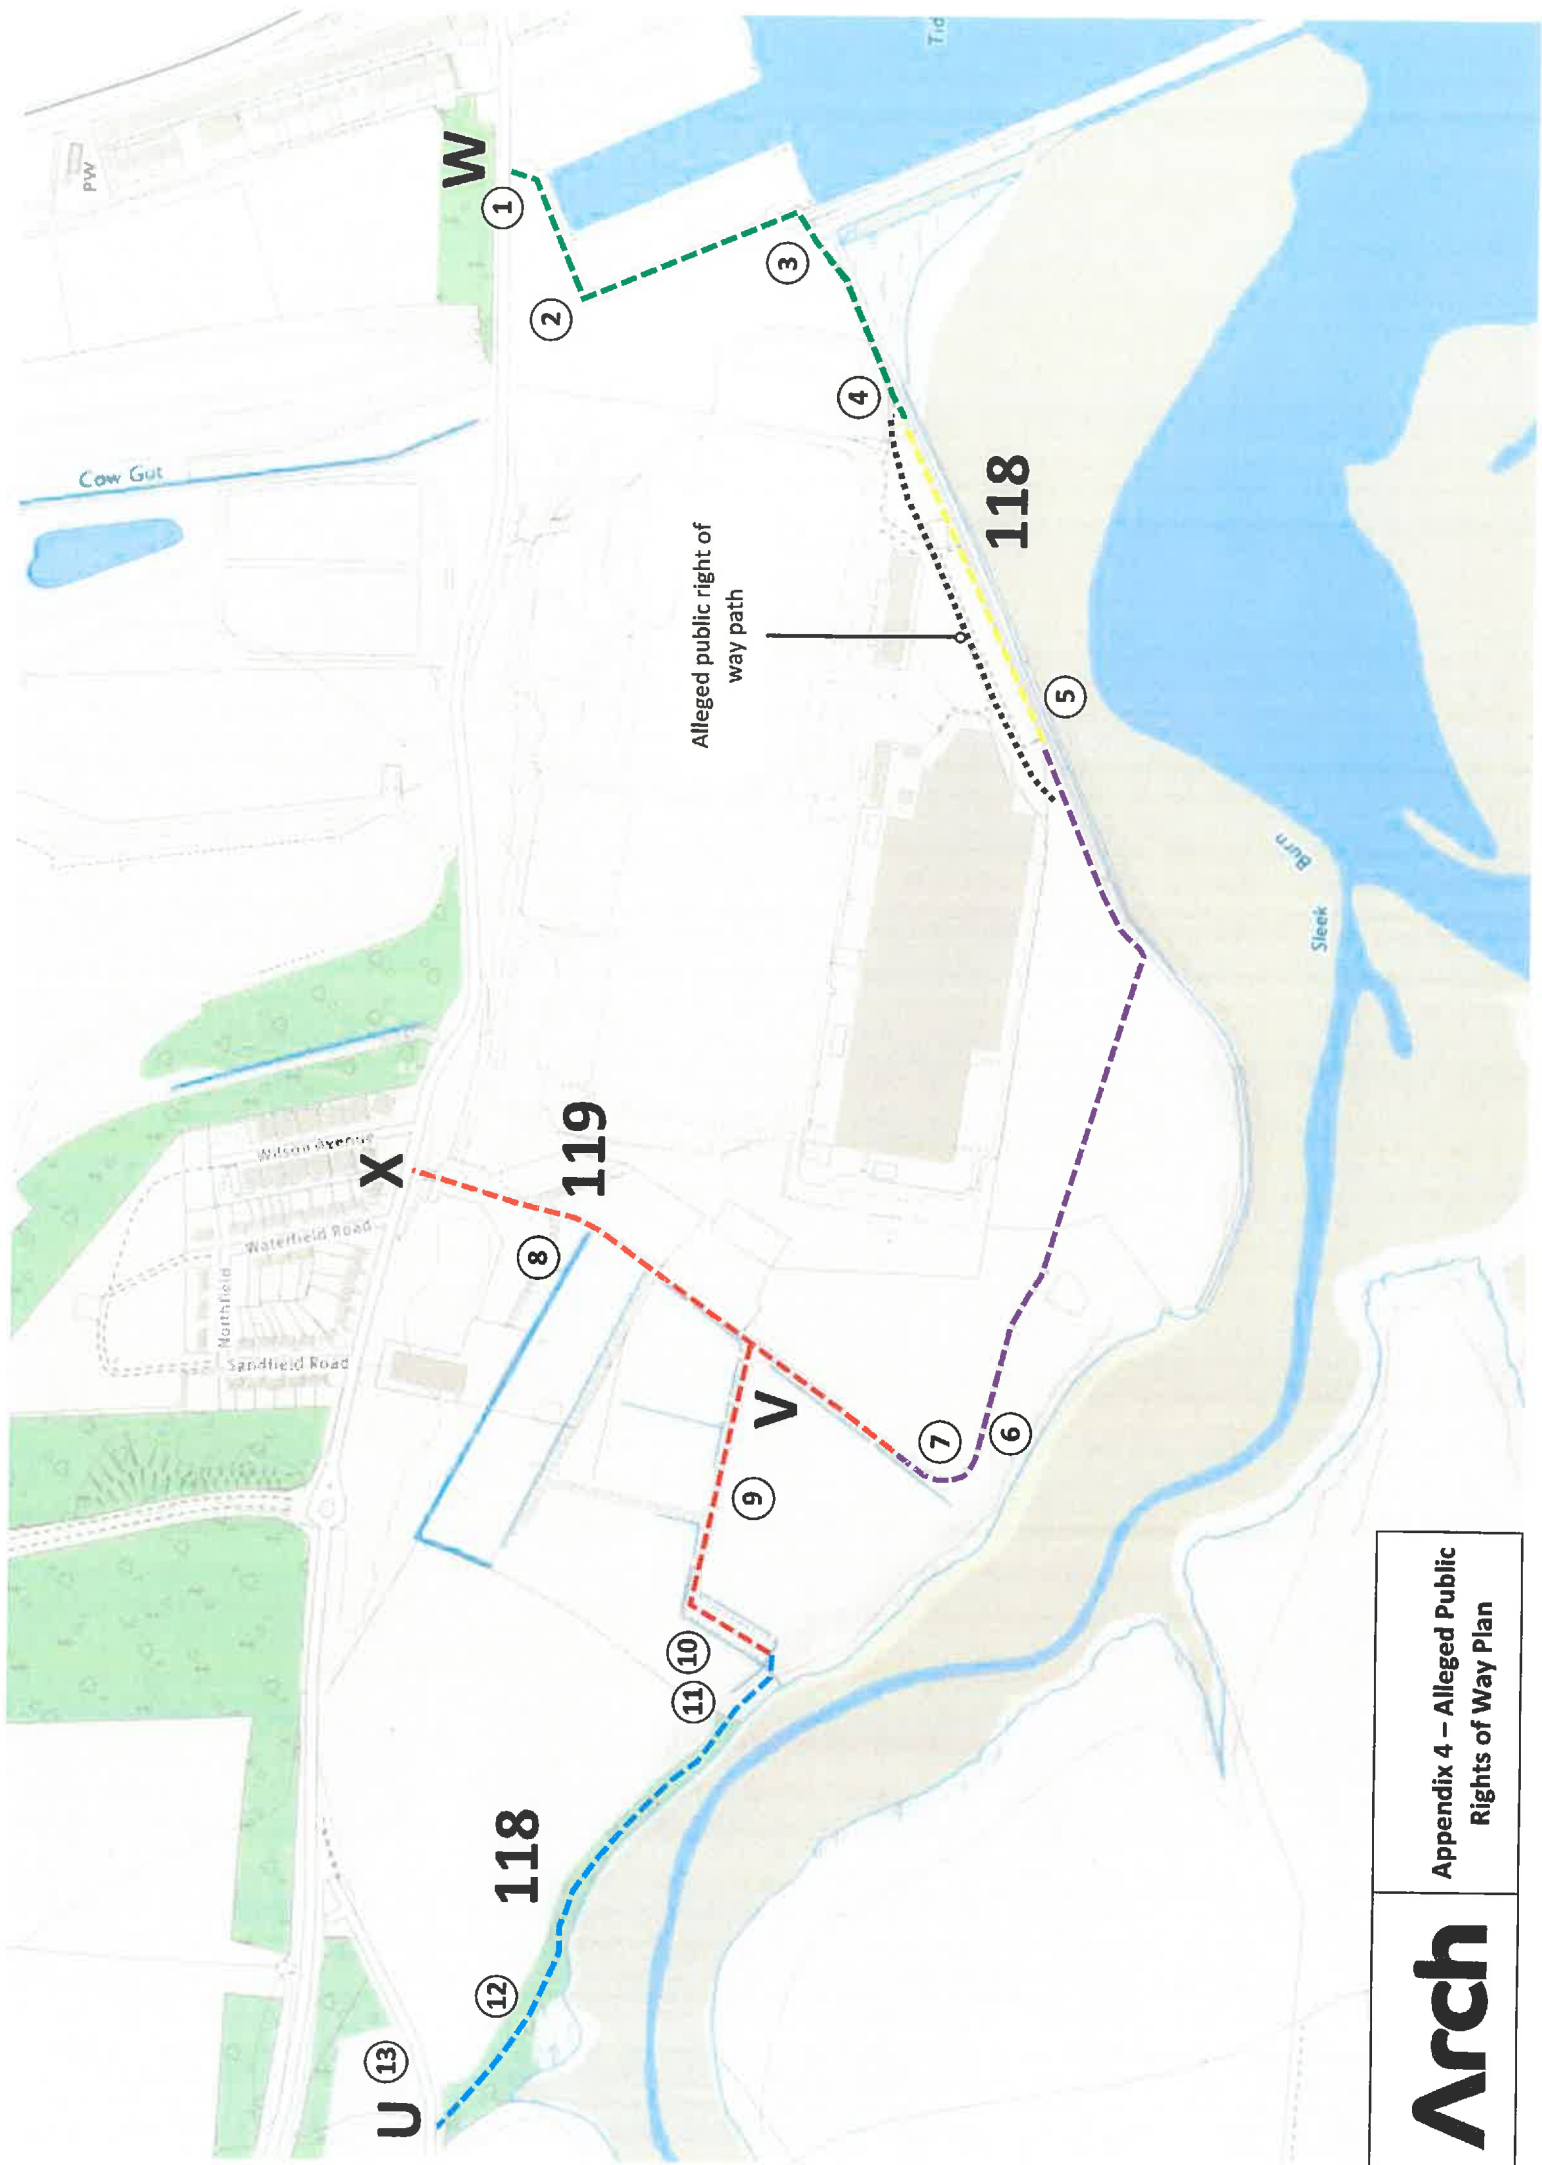 PW
W
1
2
3
4
Tid
Cow Gut
118
Alleged public right of
way path
5
Burn
Sleek
Wilson Avenue
X
119
Waterfield Road
Northfield
Sandfield Road
8
V
7
6
9
10
11
118
12
13
U
Arch
Appendix 4 – Alleged Public
Rights of Way Plan